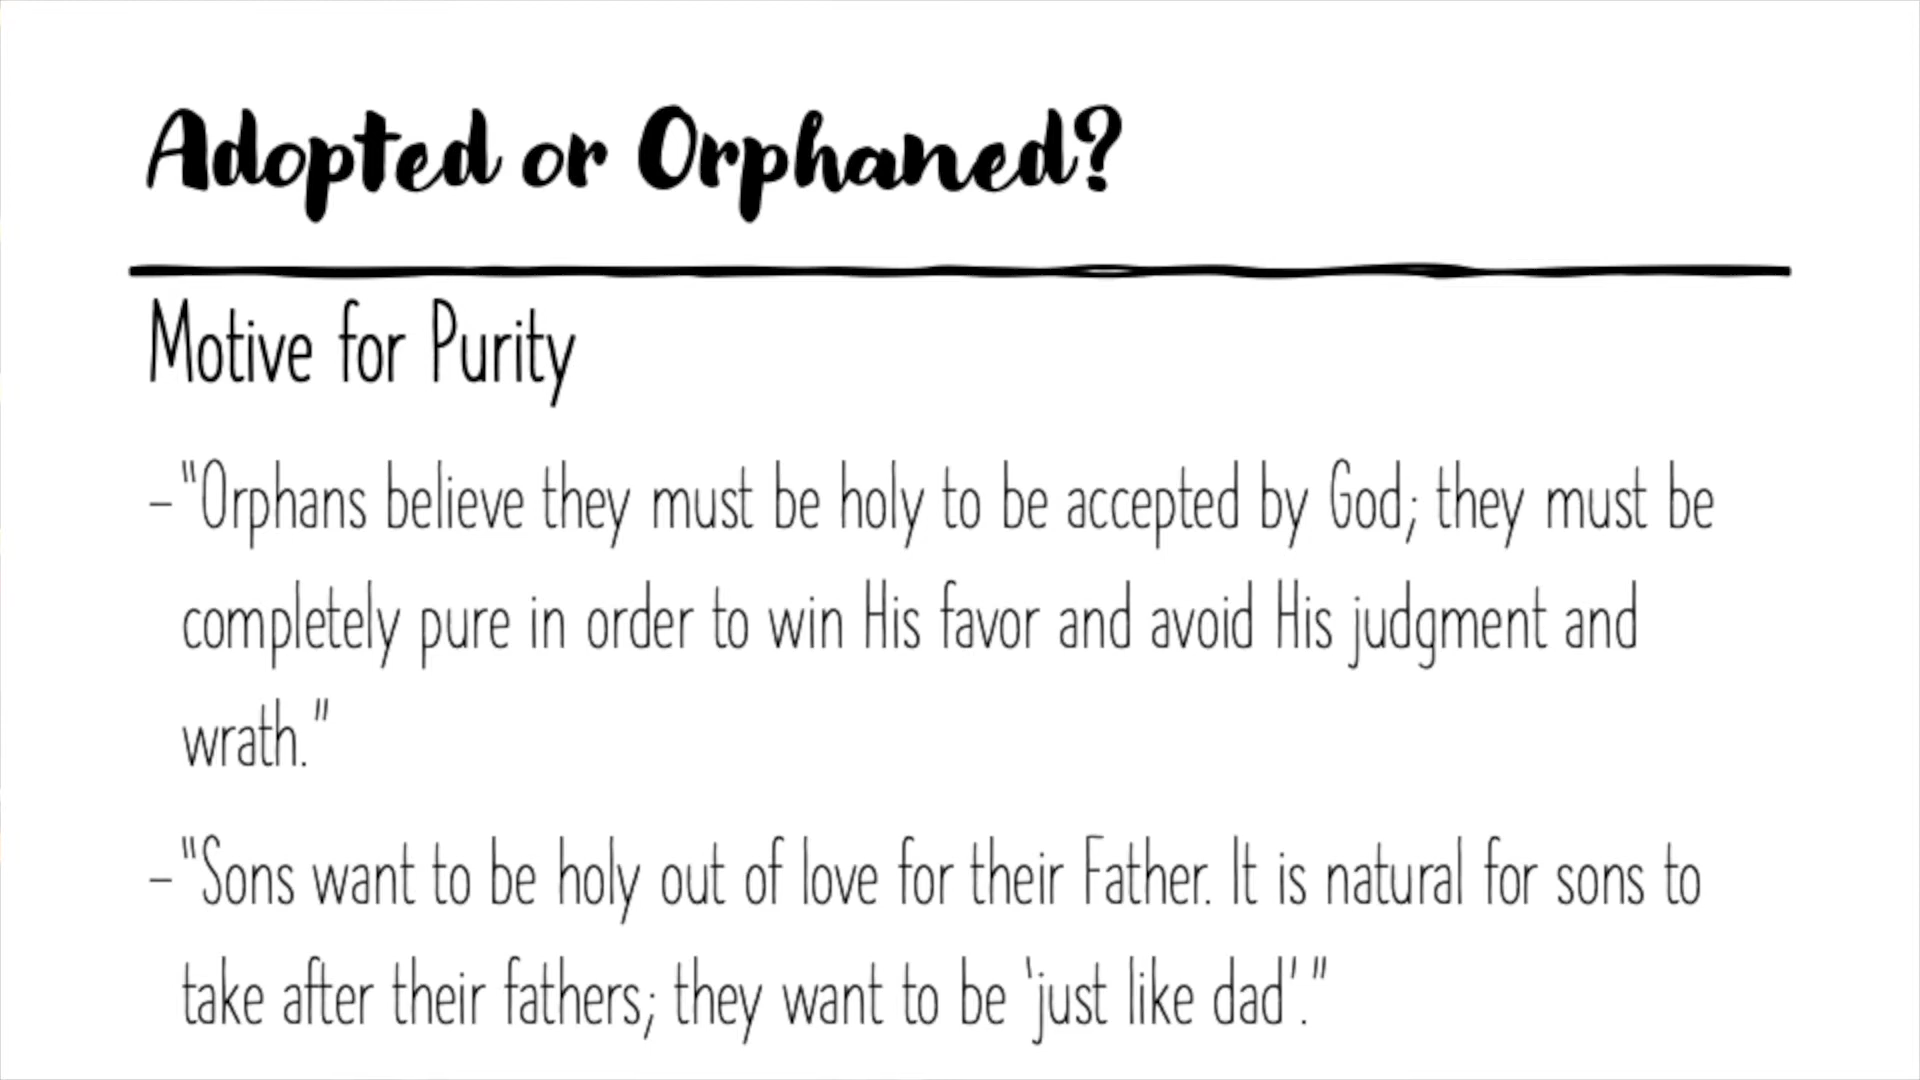 Adopted or Orphaned?
Motive for Purity
–"Orphans believe they must be holy to be accepted by God; they must be
completely pure in order to win His favor and avoid His judgment and
wrath."
–"Sons want to be holy out of love for their Father. It is natural for sons to
take after their fathers; they want to be 'just like dad'."